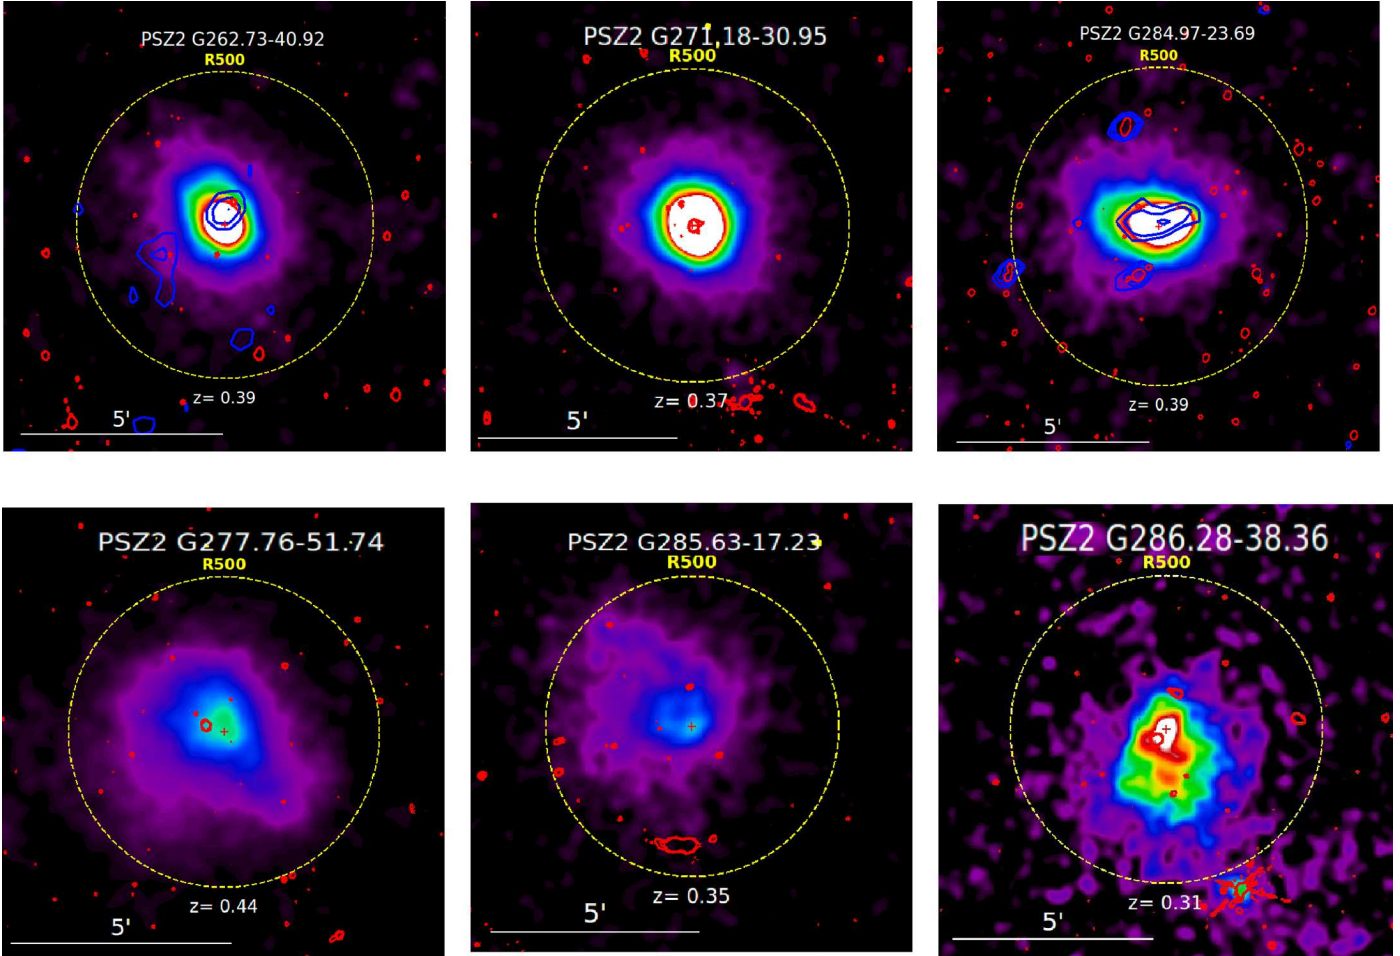 PSZ2 G262.73-40.92
R500
z= 0.39
5'
PSZ2 G271.18-30.95
R500
z= 0.37
5'
PSZ2 G284.97-23.69
R500
z= 0.39
5'
PSZ2 G277.76-51.74
R500
z= 0.44
5'
PSZ2 G285.63-17.23
R500
z= 0.35
5'
PSZ2 G286.28-38.36
R500
z= 0.31
5'